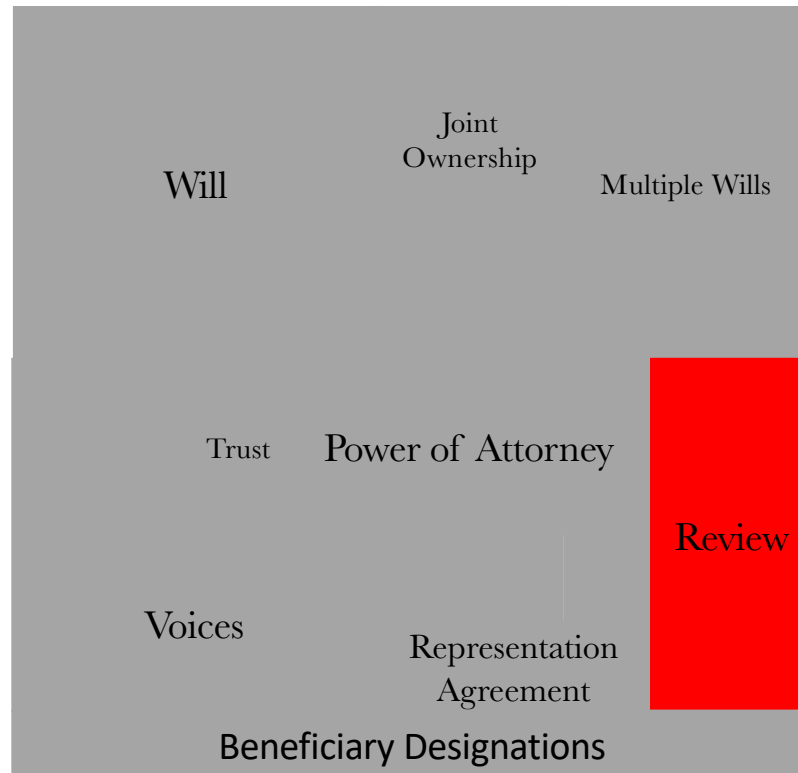 Joint
Ownership
Will
Multiple Wills
Trust
Power of Attorney
Review
Voices
Representation
Agreement
Beneficiary Designations